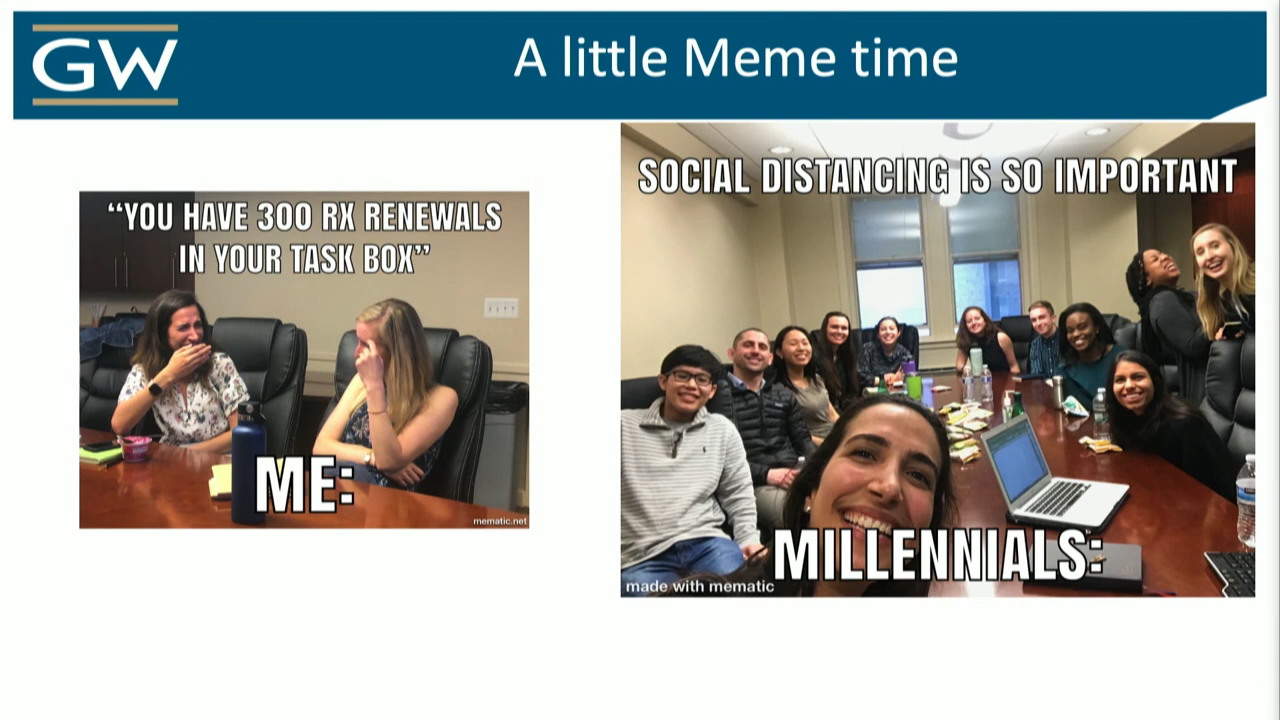 GW
A little Meme time
“YOU HAVE 300 RX RENEWALS
IN YOUR TASK BOX”
ME:
mematic.net
SOCIAL DISTANCING IS SO IMPORTANT
MILLENNIALS:
made with mematic